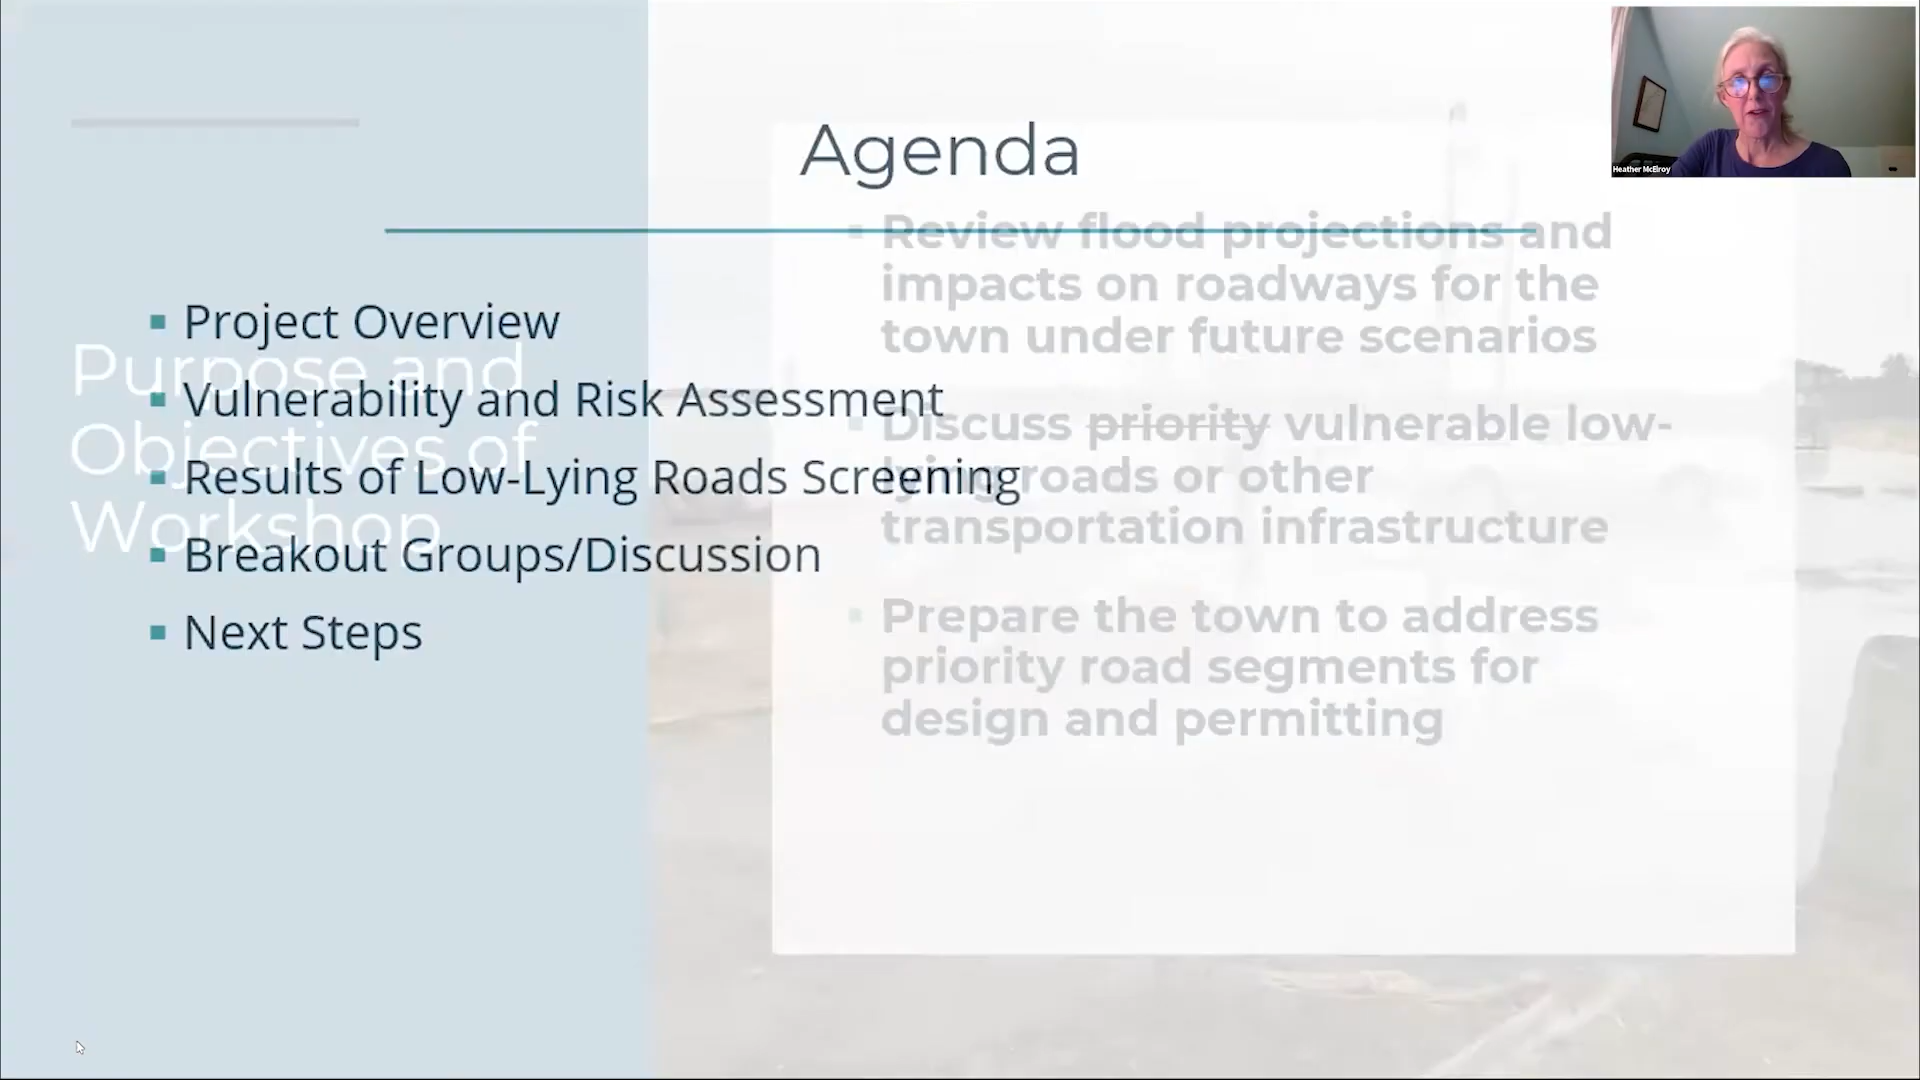 Agenda
Project Overview
Vulnerability and Risk Assessment
Results of Low-Lying Roads Screening
Breakout Groups/Discussion
Next Steps
Purpose and
Objectives of
Workshop
Review flood projections and
impacts on roadways for the
town under future scenarios
Discuss priority vulnerable low-
lying roads or other
transportation infrastructure
Prepare the town to address
priority road segments for
design and permitting
Heather McElroy